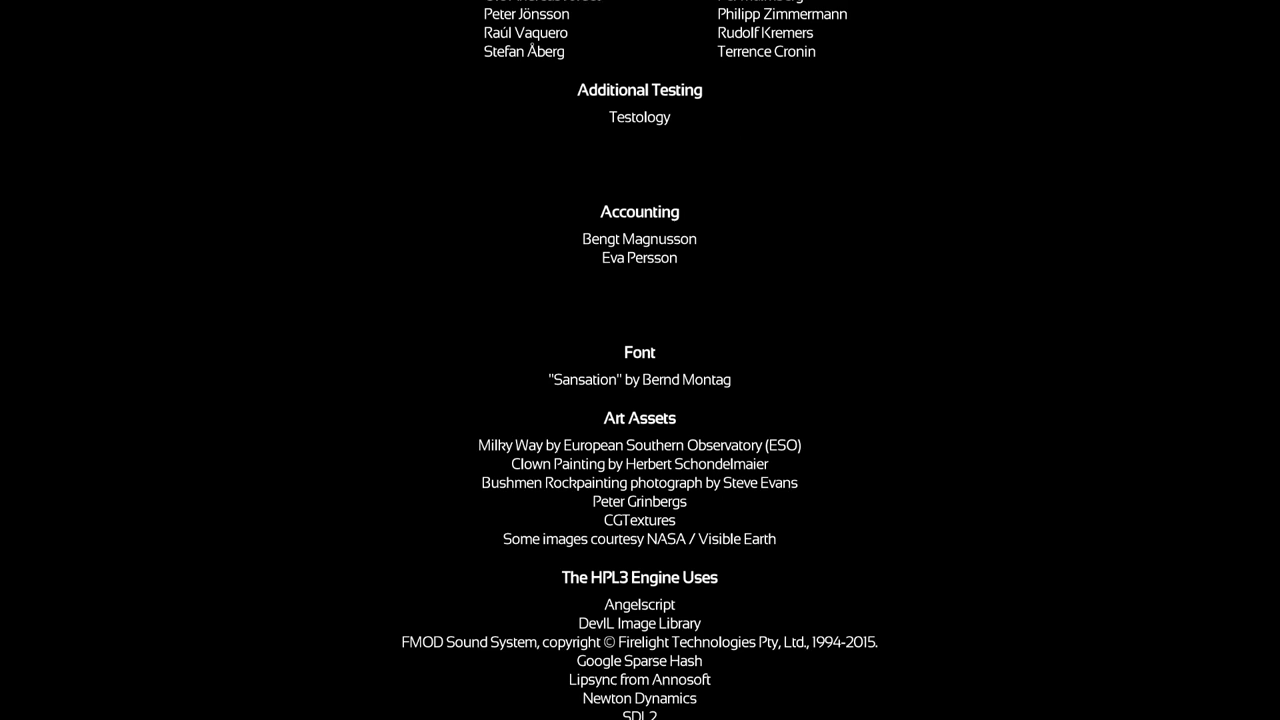 Peter Jönsson
Philipp Zimmermann
Raúl Vaquero
Rudolf Kremers
Stefan Åberg
Terrence Cronin
Additional Testing
Testology
Accounting
Bengt Magnusson
Eva Persson
Font
"Sansation" by Bernd Montag
Art Assets
Milky Way by European Southern Observatory (ESO)
Clown Painting by Herbert Schondelmaier
Bushmen Rockpainting photograph by Steve Evans
Peter Grinbergs
CGTextures
Some images courtesy NASA / Visible Earth
The HPL3 Engine Uses
Angelscript
DevIL Image Library
FMOD Sound System, copyright © Firelight Technologies Pty, Ltd., 1994-2015.
Google Sparse Hash
Lipsync from Annosoft
Newton Dynamics
SDL2